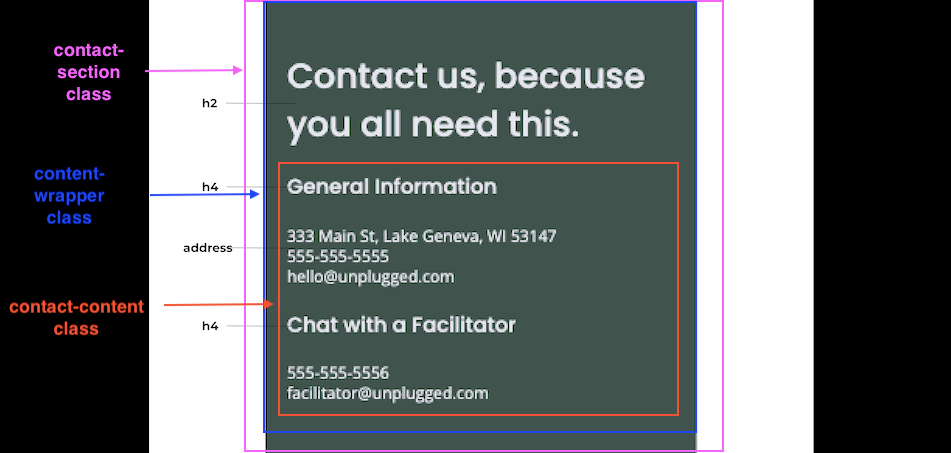 contact-
section
class
h2
Contact us, because
you all need this.
content-
wrapper
class
h4
General Information
address
333 Main St, Lake Geneva, WI 53147
555-555-5555
hello@unplugged.com
contact-content
class
h4
Chat with a Facilitator
555-555-5556
facilitator@unplugged.com